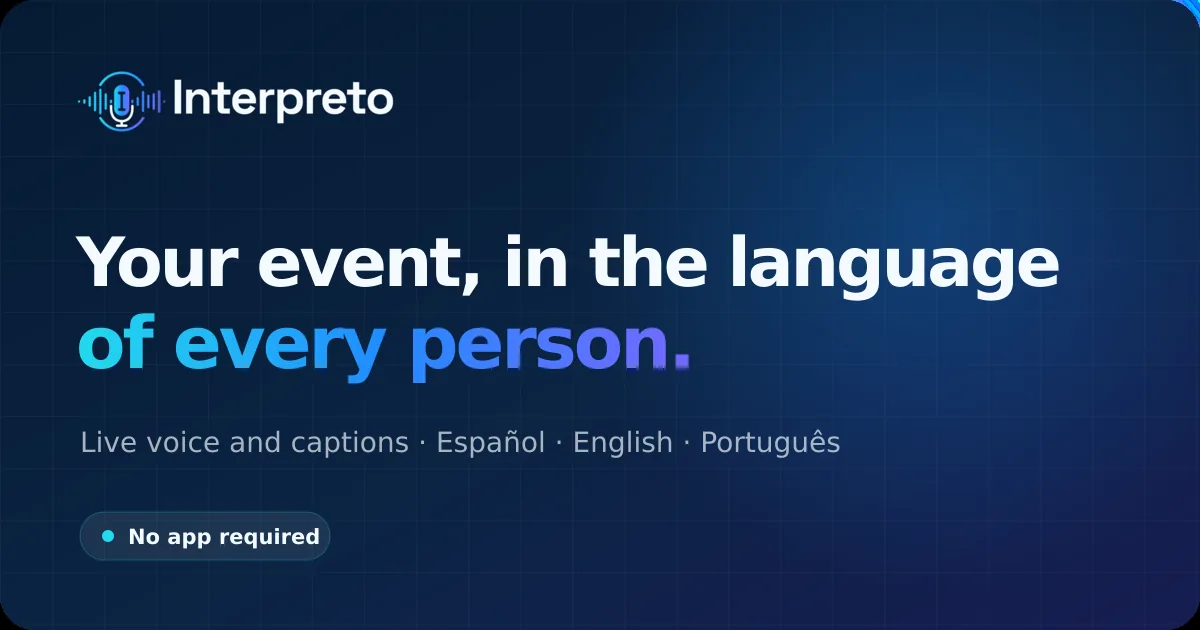 Interpreto
Your event, in the language
of every person.
Live voice and captions · Español · English · Português
No app required